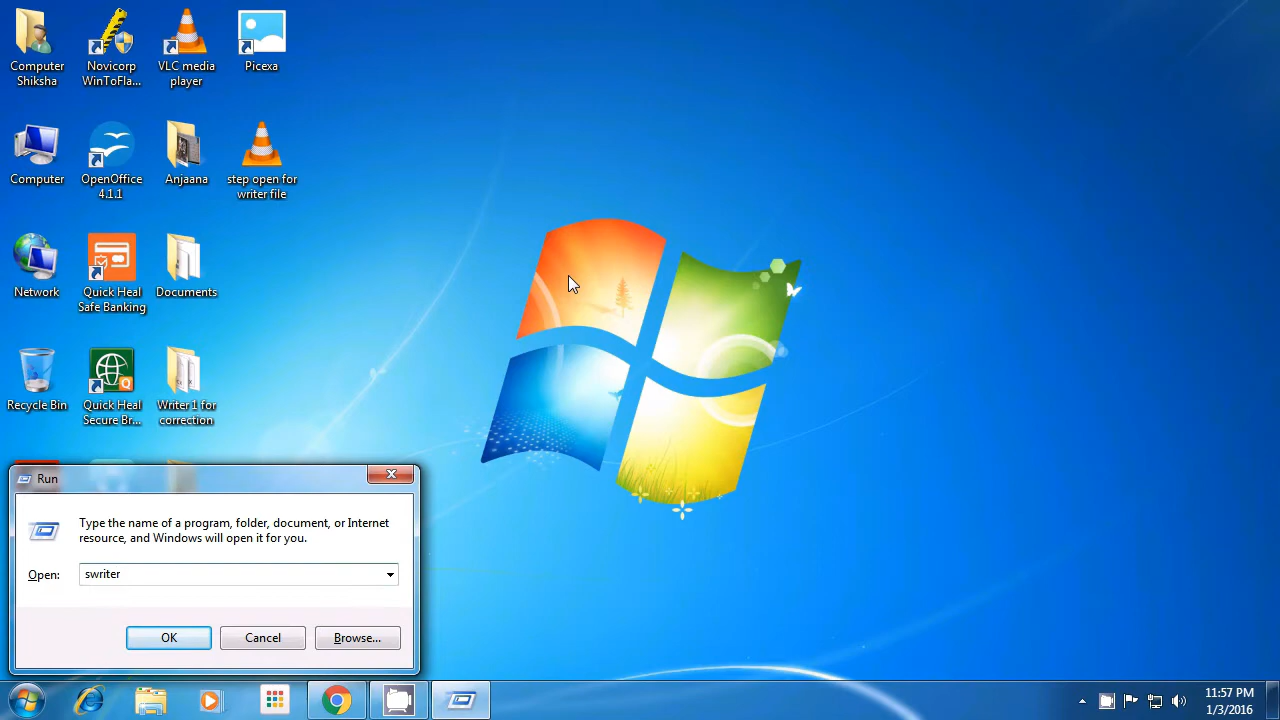 Computer
Shiksha
Novicorp
WinToFla...
VLC media
player
Picexa
Computer
OpenOffice
4.1.1
Anjaana
step open for
writer file
Network
Quick Heal
Safe Banking
Documents
Recycle Bin
Quick Heal
Secure Br...
Writer 1 for
correction
Run
Type the name of a program, folder, document, or Internet
resource, and Windows will open it for you.
Open:
swriter
OK
Cancel
Browse...
11:57 PM
1/3/2016